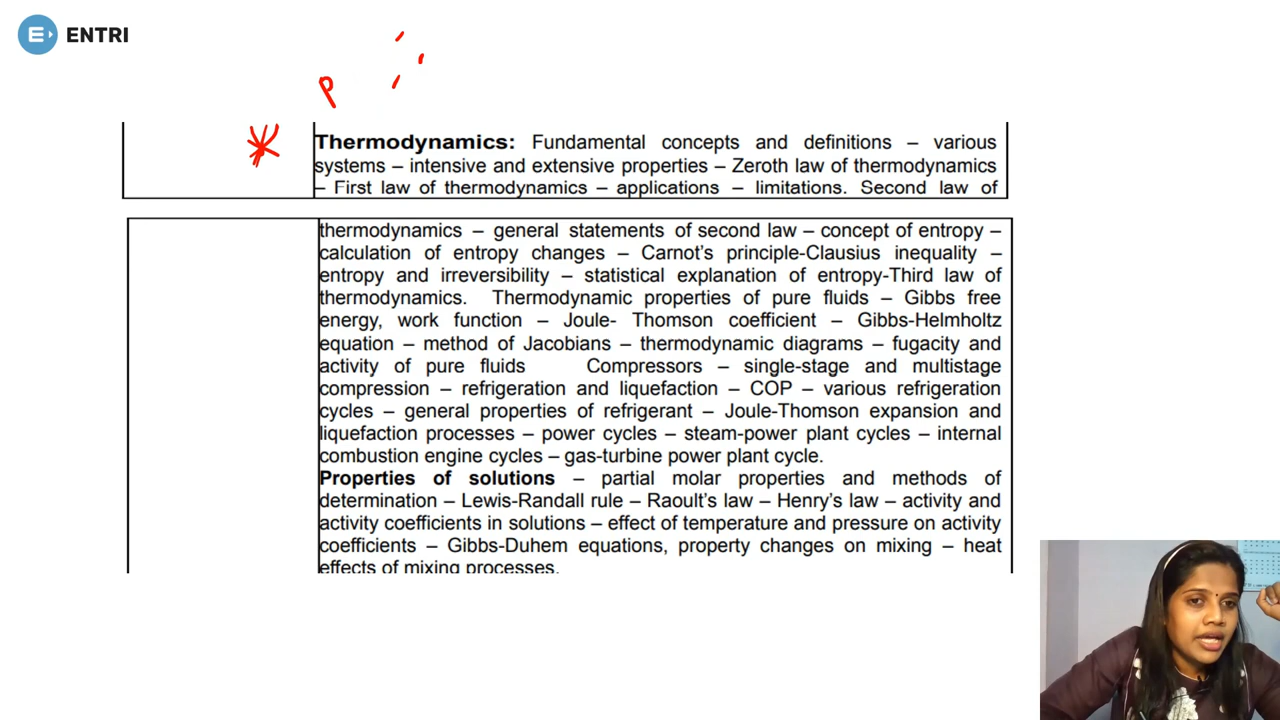 ENTRI
P
Thermodynamics: Fundamental concepts and definitions – various
systems – intensive and extensive properties – Zeroth law of thermodynamics
– First law of thermodynamics – applications – limitations. Second law of
thermodynamics – general statements of second law – concept of entropy –
calculation of entropy changes – Carnot's principle-Clausius inequality –
entropy and irreversibility – statistical explanation of entropy-Third law of
thermodynamics. Thermodynamic properties of pure fluids – Gibbs free
energy, work function – Joule- Thomson coefficient – Gibbs-Helmholtz
equation – method of Jacobians – thermodynamic diagrams – fugacity and
activity of pure fluids Compressors – single-stage and multistage
compression – refrigeration and liquefaction – COP – various refrigeration
cycles – general properties of refrigerant – Joule-Thomson expansion and
liquefaction processes – power cycles – steam-power plant cycles – internal
combustion engine cycles – gas-turbine power plant cycle.
Properties of solutions – partial molar properties and methods of
determination – Lewis-Randall rule – Raoult's law – Henry's law – activity and
activity coefficients in solutions – effect of temperature and pressure on activity
coefficients – Gibbs-Duhem equations, property changes on mixing – heat
effects of mixing processes.